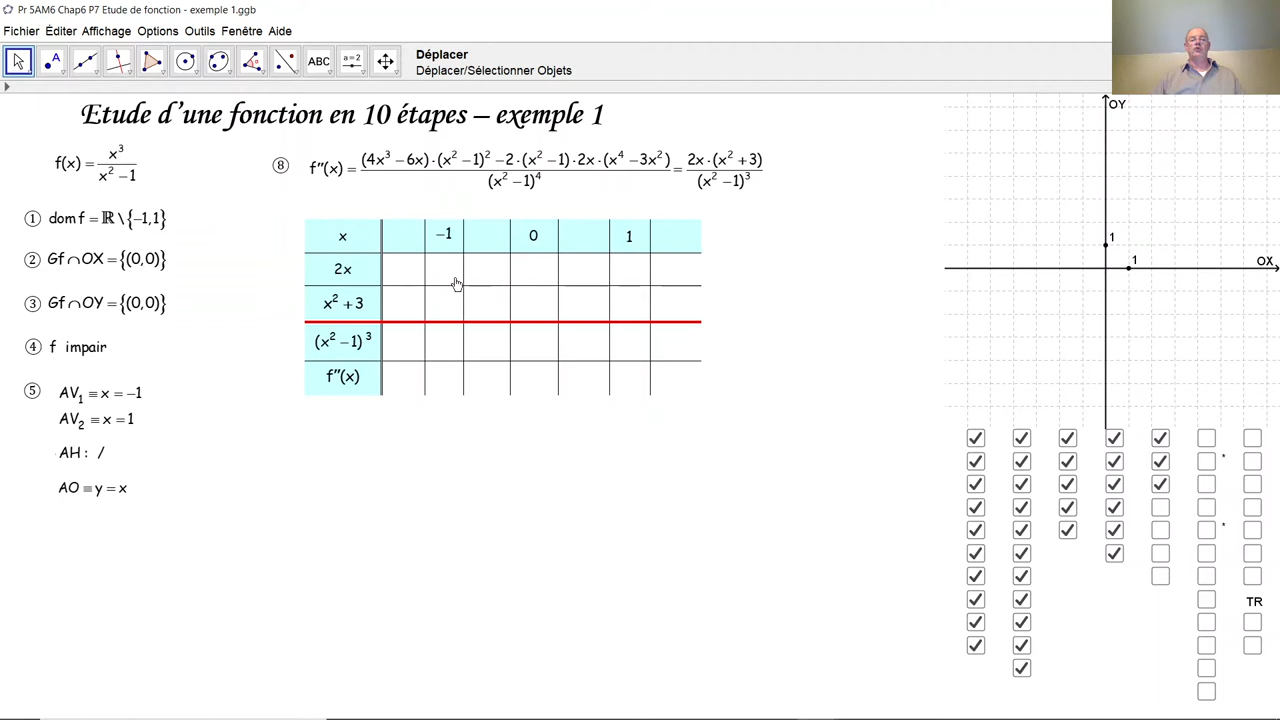 Pr 5AM6 Chap6 P7 Etude de fonction - exemple 1.ggb
Fichier Éditer Affichage Options Outils Fenêtre Aide
A ABC a=2 Déplacer
Déplacer/Sélectionner Objets
Etude d'une fonction en 10 étapes – exemple 1
f(x) = x³ / (x² − 1)
① dom f = ℝ \ {−1,1}
② Gf ∩ OX = {(0,0)}
③ Gf ∩ OY = {(0,0)}
④ f impair
⑤ AV₁ ≡ x = −1
AV₂ ≡ x = 1
AH : /
AO ≡ y = x
⑧ f''(x) = ((4x³ − 6x)·(x² − 1)² − 2·(x² − 1)·2x·(x⁴ − 3x²)) / (x² − 1)⁴ = 2x·(x² + 3) / (x² − 1)³
x −1 0 1
2x
x² + 3
(x² − 1)³
f''(x)
OY
1
1
OX
*
*
TR